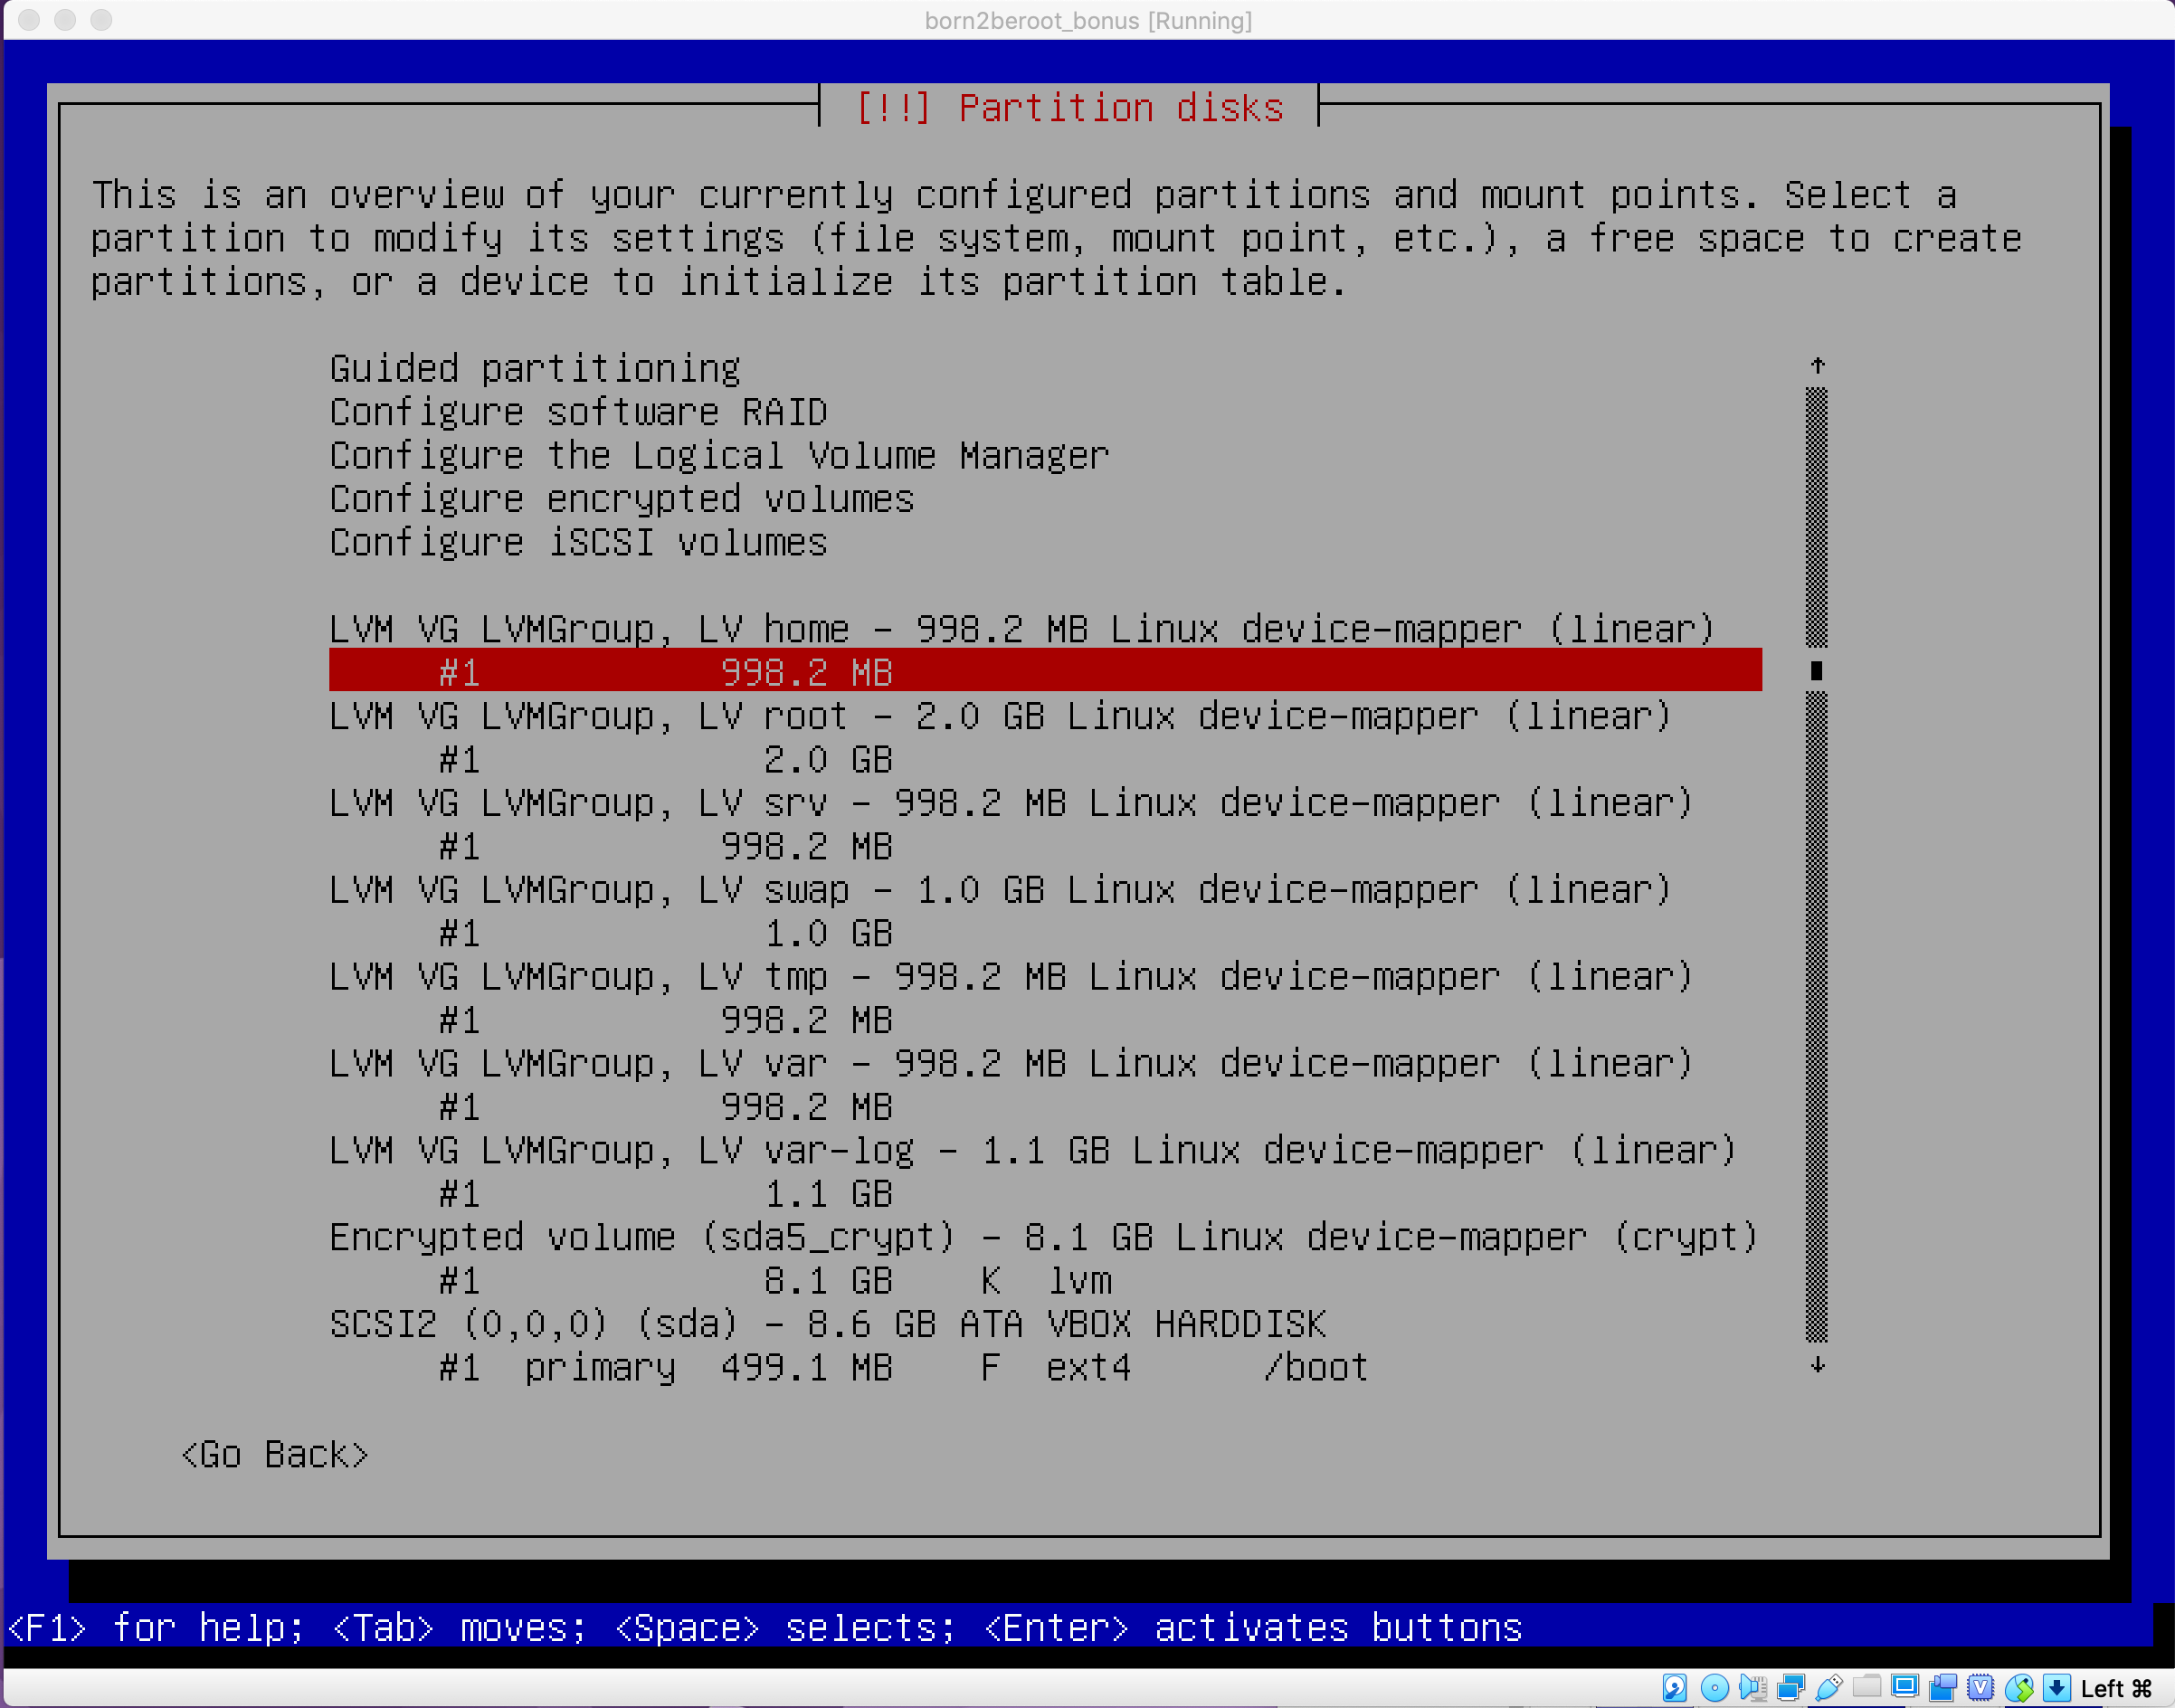 born2beroot_bonus [Running]
[!!] Partition disks
This is an overview of your currently configured partitions and mount points. Select a
partition to modify its settings (file system, mount point, etc.), a free space to create
partitions, or a device to initialize its partition table.
Guided partitioning
Configure software RAID
Configure the Logical Volume Manager
Configure encrypted volumes
Configure iSCSI volumes
LVM VG LVMGroup, LV home - 998.2 MB Linux device-mapper (linear)
#1 998.2 MB
LVM VG LVMGroup, LV root - 2.0 GB Linux device-mapper (linear)
#1 2.0 GB
LVM VG LVMGroup, LV srv - 998.2 MB Linux device-mapper (linear)
#1 998.2 MB
LVM VG LVMGroup, LV swap - 1.0 GB Linux device-mapper (linear)
#1 1.0 GB
LVM VG LVMGroup, LV tmp - 998.2 MB Linux device-mapper (linear)
#1 998.2 MB
LVM VG LVMGroup, LV var - 998.2 MB Linux device-mapper (linear)
#1 998.2 MB
LVM VG LVMGroup, LV var-log - 1.1 GB Linux device-mapper (linear)
#1 1.1 GB
Encrypted volume (sda5_crypt) - 8.1 GB Linux device-mapper (crypt)
#1 8.1 GB K lvm
SCSI2 (0,0,0) (sda) - 8.6 GB ATA VBOX HARDDISK
#1 primary 499.1 MB F ext4 /boot
<Go Back>
<F1> for help; <Tab> moves; <Space> selects; <Enter> activates buttons
Left ⌘